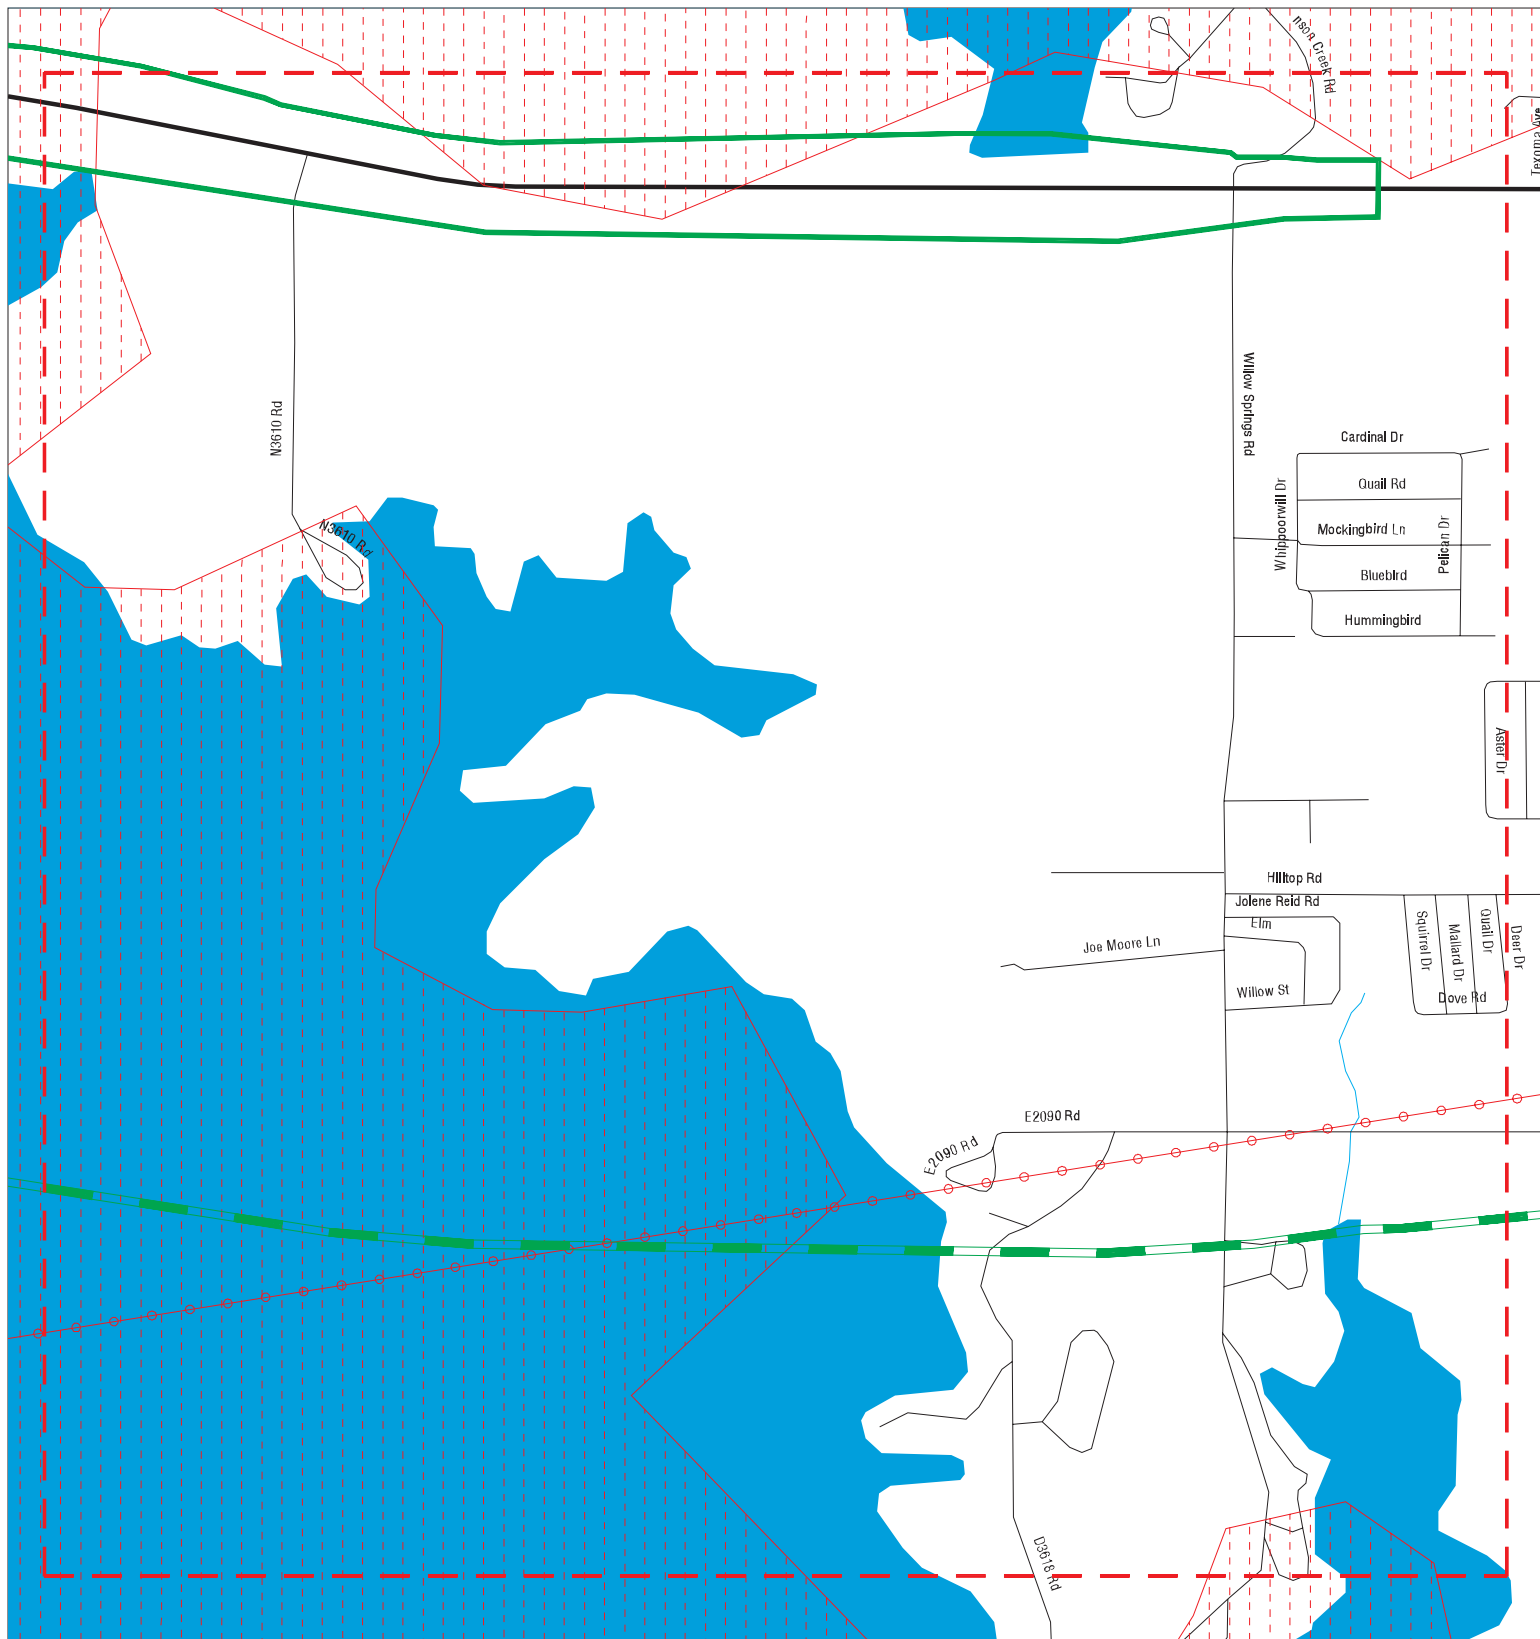 nson Creek Rd
Texoma Ave
N3610 Rd
Willow Springs Rd
Cardinal Dr
Quail Rd
Whippoorwill Dr
Mockingbird Ln
Pelican Dr
N3610 Rd
Bluebird
Hummingbird
Aster Dr
Hilltop Rd
Jolene Reid Rd
Elm
Squirrel Dr
Mallard Dr
Quail Dr
Deer Dr
Joe Moore Ln
Willow St
Dove Rd
E2090 Rd
E2090 Rd
D3618 Rd